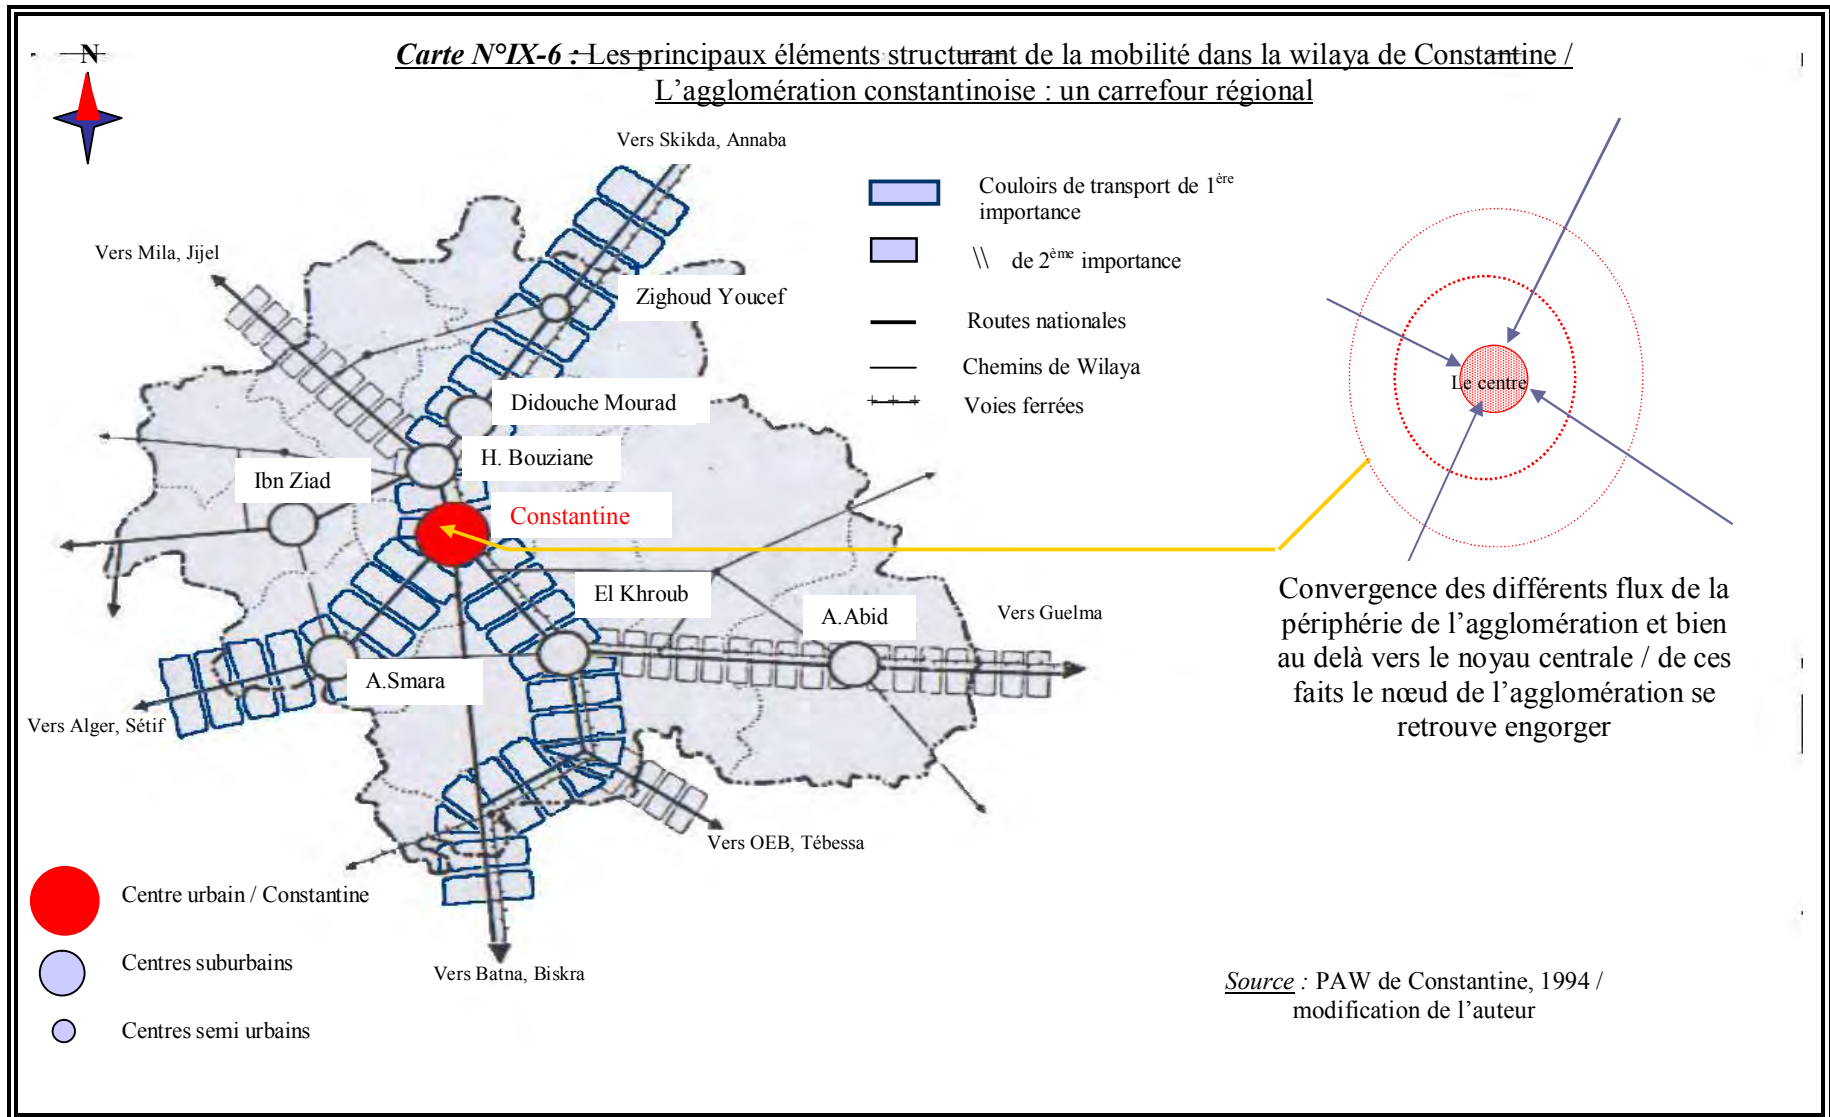 N
Carte N°IX-6 : Les principaux éléments structurant de la mobilité dans la wilaya de Constantine /
L’agglomération constantinoise : un carrefour régional
Vers Skikda, Annaba
Vers Mila, Jijel
Zighoud Youcef
Didouche Mourad
H. Bouziane
Ibn Ziad
Constantine
El Khroub
A.Abid
Vers Guelma
A.Smara
Vers Alger, Sétif
Vers OEB, Tébessa
Vers Batna, Biskra
Couloirs de transport de 1ère
importance
\\ de 2ème importance
Routes nationales
Chemins de Wilaya
Voies ferrées
Le centre
Convergence des différents flux de la
périphérie de l’agglomération et bien
au delà vers le noyau centrale / de ces
faits le nœud de l’agglomération se
retrouve engorger
Centre urbain / Constantine
Centres suburbains
Centres semi urbains
Source : PAW de Constantine, 1994 /
modification de l’auteur